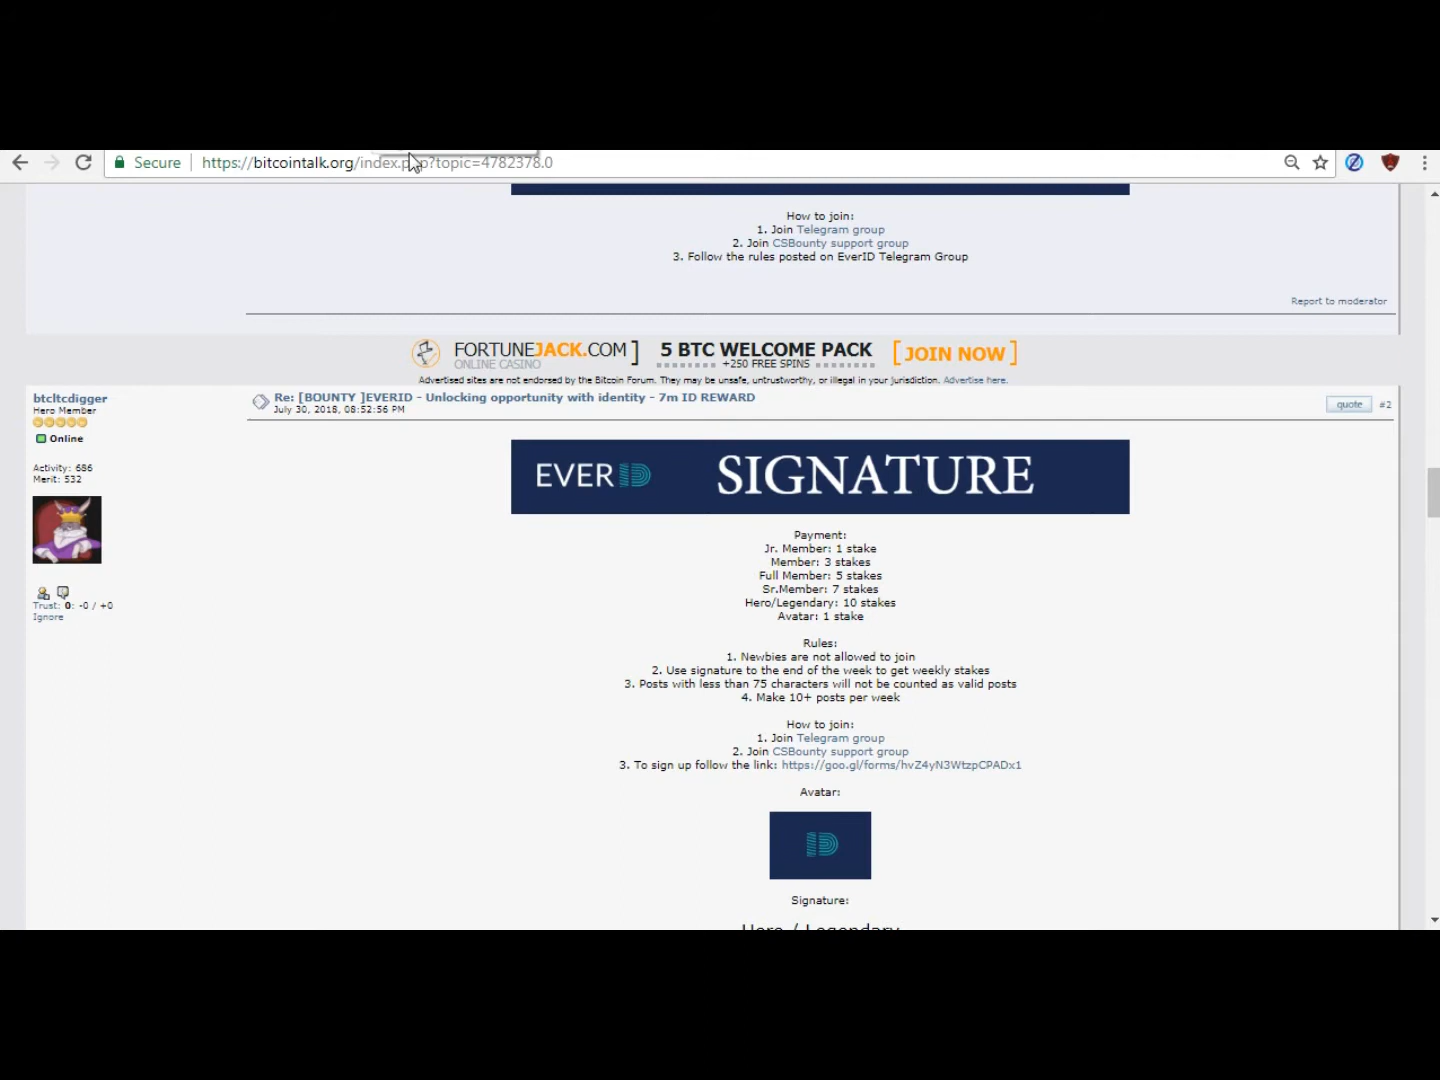 Secure https://bitcointalk.org/index.php?topic=4782378.0
How to join:
1. Join Telegram group
2. Join CSBounty support group
3. Follow the rules posted on EverID Telegram Group
Report to moderator
FORTUNEJACK.COM ] 5 BTC WELCOME PACK [ JOIN NOW ]
ONLINE CASINO +250 FREE SPINS
Advertised sites are not endorsed by the Bitcoin Forum. They may be unsafe, untrustworthy, or illegal in your jurisdiction. Advertise here.
btcltcdigger
Hero Member
Online
Activity: 686
Merit: 532
Trust: 0: -0 / +0
Ignore
Re: [BOUNTY ]EVERID - Unlocking opportunity with identity - 7m ID REWARD
July 30, 2018, 08:52:56 PM
quote #2
EVER ID SIGNATURE
Payment:
Jr. Member: 1 stake
Member: 3 stakes
Full Member: 5 stakes
Sr.Member: 7 stakes
Hero/Legendary: 10 stakes
Avatar: 1 stake
Rules:
1. Newbies are not allowed to join
2. Use signature to the end of the week to get weekly stakes
3. Posts with less than 75 characters will not be counted as valid posts
4. Make 10+ posts per week
How to join:
1. Join Telegram group
2. Join CSBounty support group
3. To sign up follow the link: https://goo.gl/forms/hvZ4yN3WtzpCPADx1
Avatar:
ID
Signature:
Hero / Legendary